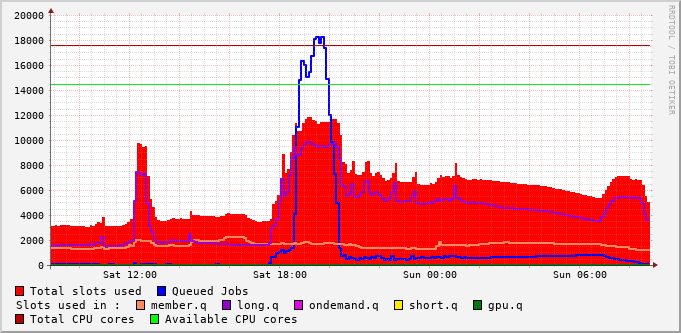 20000
18000
16000
14000
12000
10000
8000
6000
4000
2000
0
Sat 12:00 Sat 18:00 Sun 00:00 Sun 06:00
RRDTOOL / TOBI OETIKER
Total slots used Queued Jobs
Slots used in : member.q long.q ondemand.q short.q gpu.q
Total CPU cores Available CPU cores